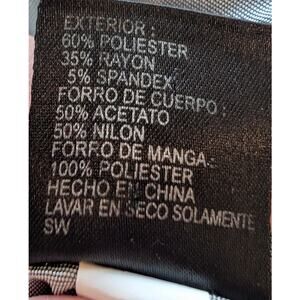 EXTERIOR:
60% POLIESTER
35% RAYON
5% SPANDEX
FORRO DE CUERPO
50% ACETATO
50% NILON
FORRO DE MANGA:
100% POLIESTER
HECHO EN CHINA
LAVAR EN SECO SOLAMENTE
SW